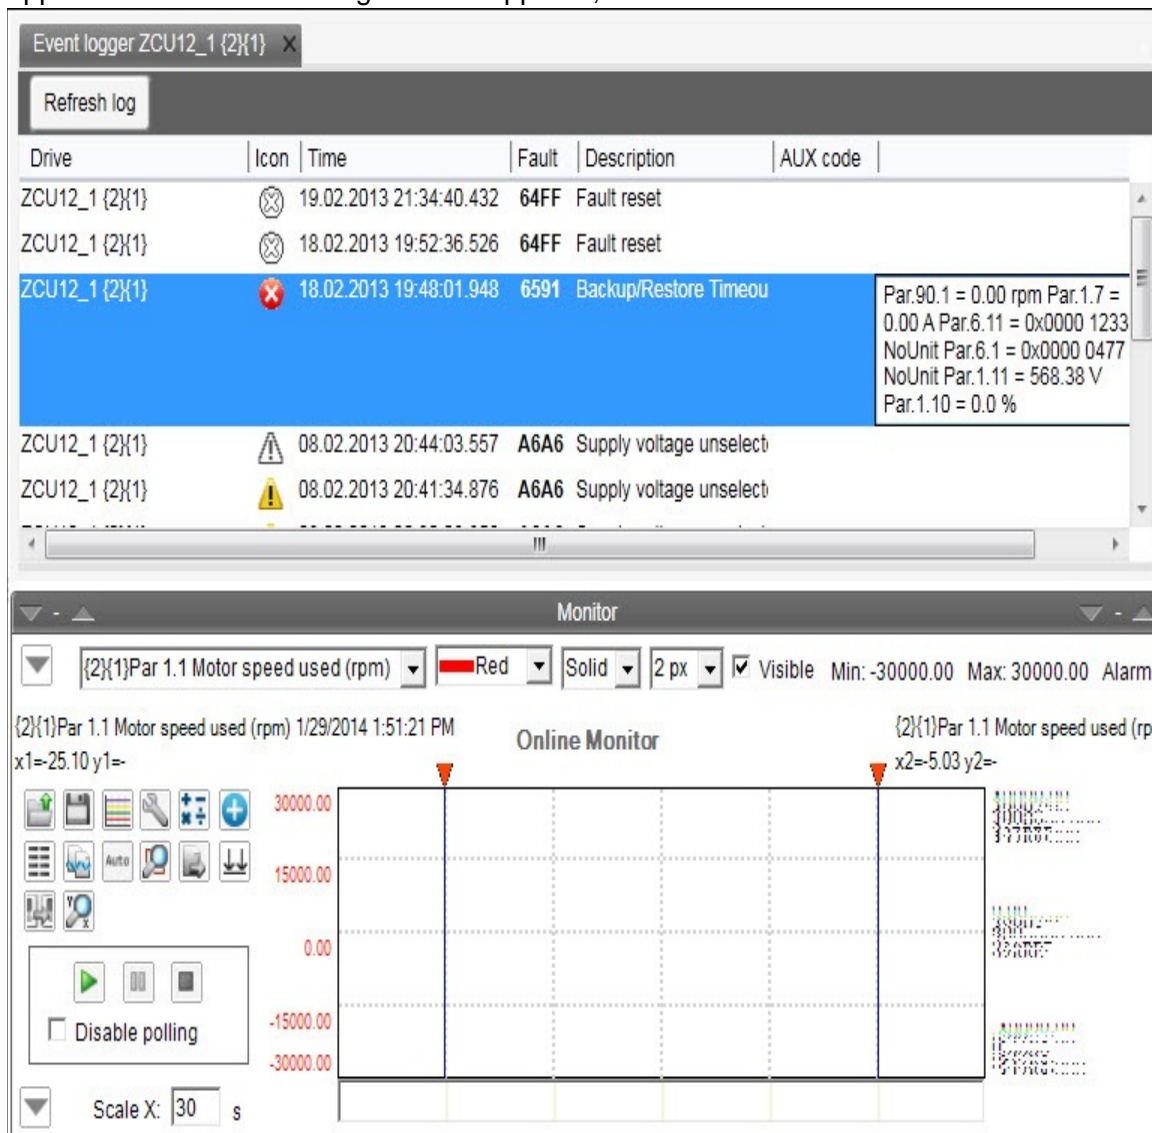 Event logger ZCU12_1 {2}{1} X
Refresh log
Drive Icon Time Fault Description AUX code
ZCU12_1 {2}{1} 19.02.2013 21:34:40.432 64FF Fault reset
ZCU12_1 {2}{1} 18.02.2013 19:52:36.526 64FF Fault reset
ZCU12_1 {2}{1} 18.02.2013 19:48:01.948 6591 Backup/Restore Timeou
Par.90.1 = 0.00 rpm Par.1.7 =
0.00 A Par.6.11 = 0x0000 1233
NoUnit Par.6.1 = 0x0000 0477
NoUnit Par.1.11 = 568.38 V
Par.1.10 = 0.0 %
ZCU12_1 {2}{1} 08.02.2013 20:44:03.557 A6A6 Supply voltage unselect
ZCU12_1 {2}{1} 08.02.2013 20:41:34.876 A6A6 Supply voltage unselect
Monitor
{2}{1}Par 1.1 Motor speed used (rpm) Red Solid 2 px Visible Min: -30000.00 Max: 30000.00 Alarm
{2}{1}Par 1.1 Motor speed used (rpm) 1/29/2014 1:51:21 PM
x1=-25.10 y1=-
Online Monitor
{2}{1}Par 1.1 Motor speed used (rp
x2=-5.03 y2=-
Auto
30000.00
15000.00
0.00
-15000.00
-30000.00
Disable polling
Scale X: 30 s